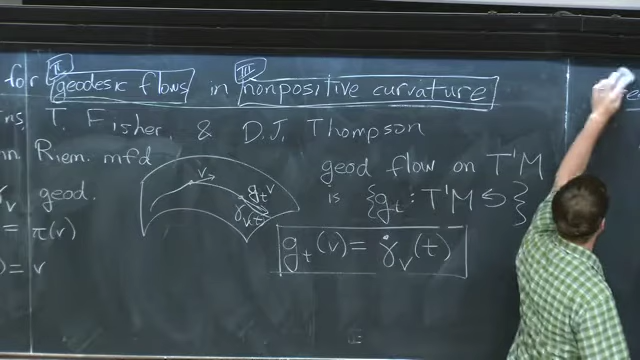 for II geodesic flows in III nonpositive curvature
T. Fisher, & D.J. Thompson
Riem. mfd
geod flow on T¹M
v
g_t v
γ_v(t)
geod.
is {g_t : T¹M ↺}
= π(v)
g_t(v) = γ̇_v(t)
= v